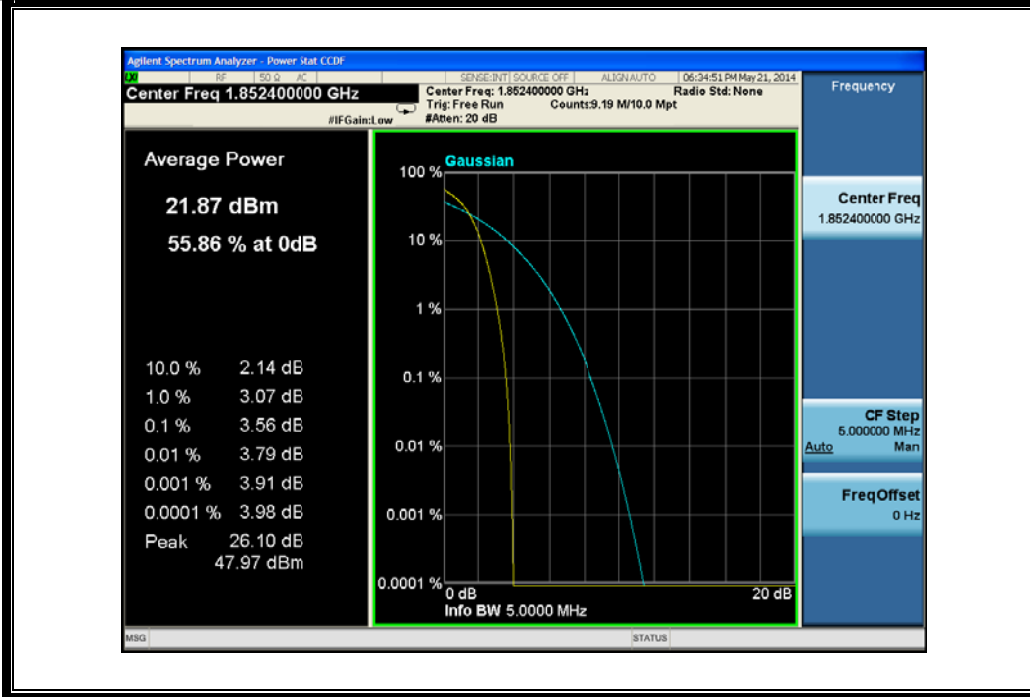 Agilent Spectrum Analyzer - Power Stat CCDF
LXI RF 50 Ω AC SENSE:INT SOURCE OFF ALIGN AUTO 06:34:51 PM May 21, 2014
Center Freq 1.852400000 GHz
Center Freq: 1.852400000 GHz Radio Std: None
Trig: Free Run Counts:9.19 M/10.0 Mpt
#IFGain:Low #Atten: 20 dB
Frequency
Average Power
21.87 dBm
55.86 % at 0dB
10.0 % 2.14 dB
1.0 % 3.07 dB
0.1 % 3.56 dB
0.01 % 3.79 dB
0.001 % 3.91 dB
0.0001 % 3.98 dB
Peak 26.10 dB
47.97 dBm
Gaussian
100 %
10 %
1 %
0.1 %
0.01 %
0.001 %
0.0001 %
0 dB 20 dB
Info BW 5.0000 MHz
Center Freq
1.852400000 GHz
CF Step
5.000000 MHz
Auto Man
Freq Offset
0 Hz
MSG STATUS